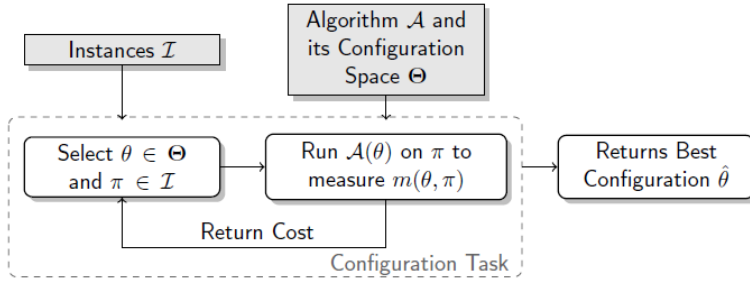 Instances ℐ
Algorithm 𝒜 and
its Configuration
Space Θ
Select θ ∈ Θ
and π ∈ ℐ
Run 𝒜(θ) on π to
measure m(θ, π)
Returns Best
Configuration θ̂
Return Cost
Configuration Task